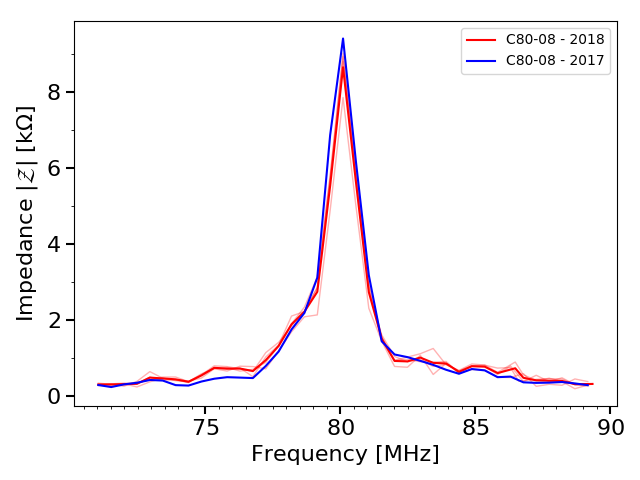 C80-08 - 2018
C80-08 - 2017
Impedance |Z| [kΩ]
8
6
4
2
0
75 80 85 90
Frequency [MHz]